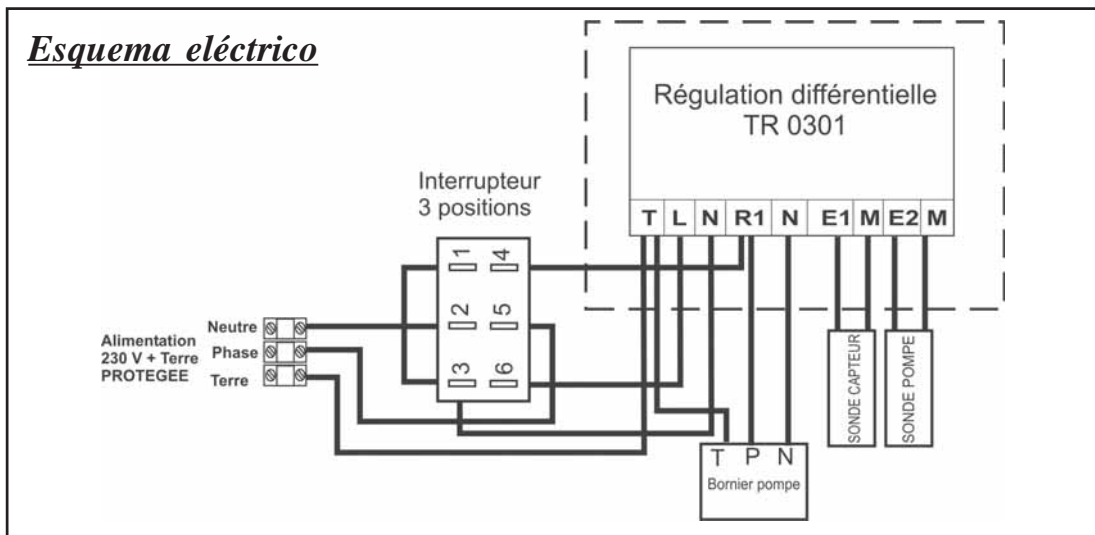 Esquema eléctrico
Régulation différentielle
TR 0301
Interrupteur
3 positions
T L N R1 N E1 M E2 M
1 4
2 5
3 6
Neutre
Alimentation
230 V + Terre
PROTEGEE
Phase
Terre
SONDE CAPTEUR
SONDE POMPE
T P N
Bornier pompe